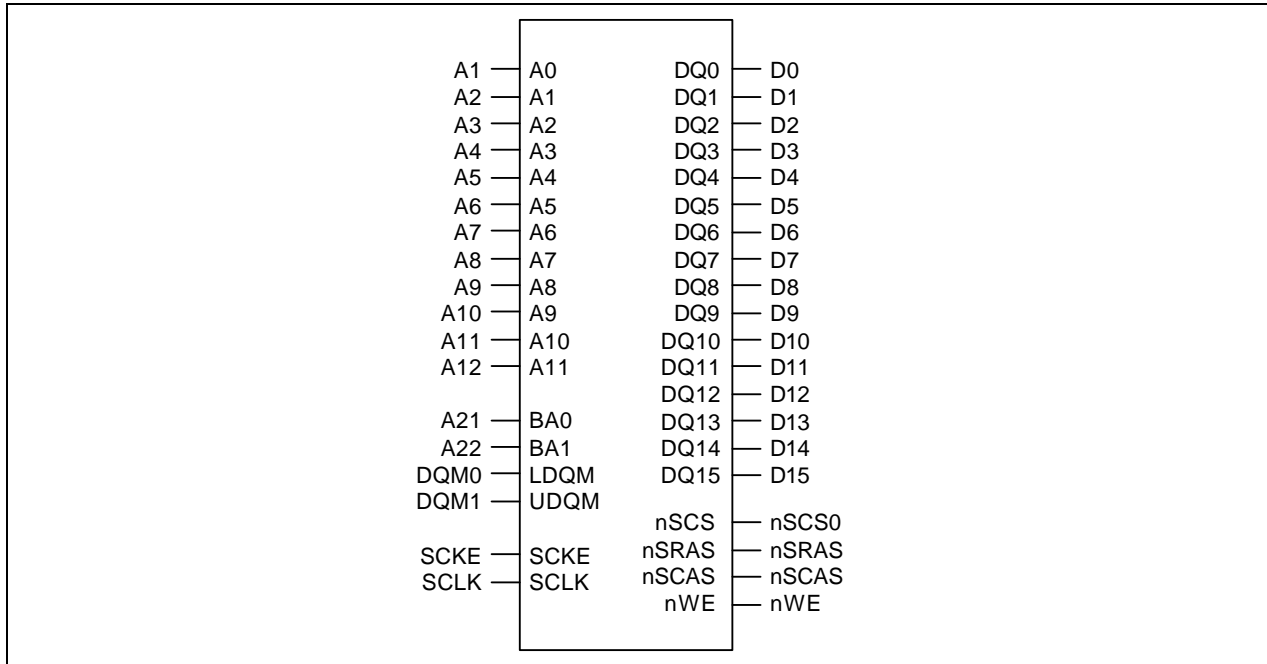 A1 A0 DQ0 D0
A2 A1 DQ1 D1
A3 A2 DQ2 D2
A4 A3 DQ3 D3
A5 A4 DQ4 D4
A6 A5 DQ5 D5
A7 A6 DQ6 D6
A8 A7 DQ7 D7
A9 A8 DQ8 D8
A10 A9 DQ9 D9
A11 A10 DQ10 D10
A12 A11 DQ11 D11
DQ12 D12
A21 BA0 DQ13 D13
A22 BA1 DQ14 D14
DQM0 LDQM DQ15 D15
DQM1 UDQM
nSCS nSCS0
SCKE SCKE nSRAS nSRAS
SCLK SCLK nSCAS nSCAS
nWE nWE